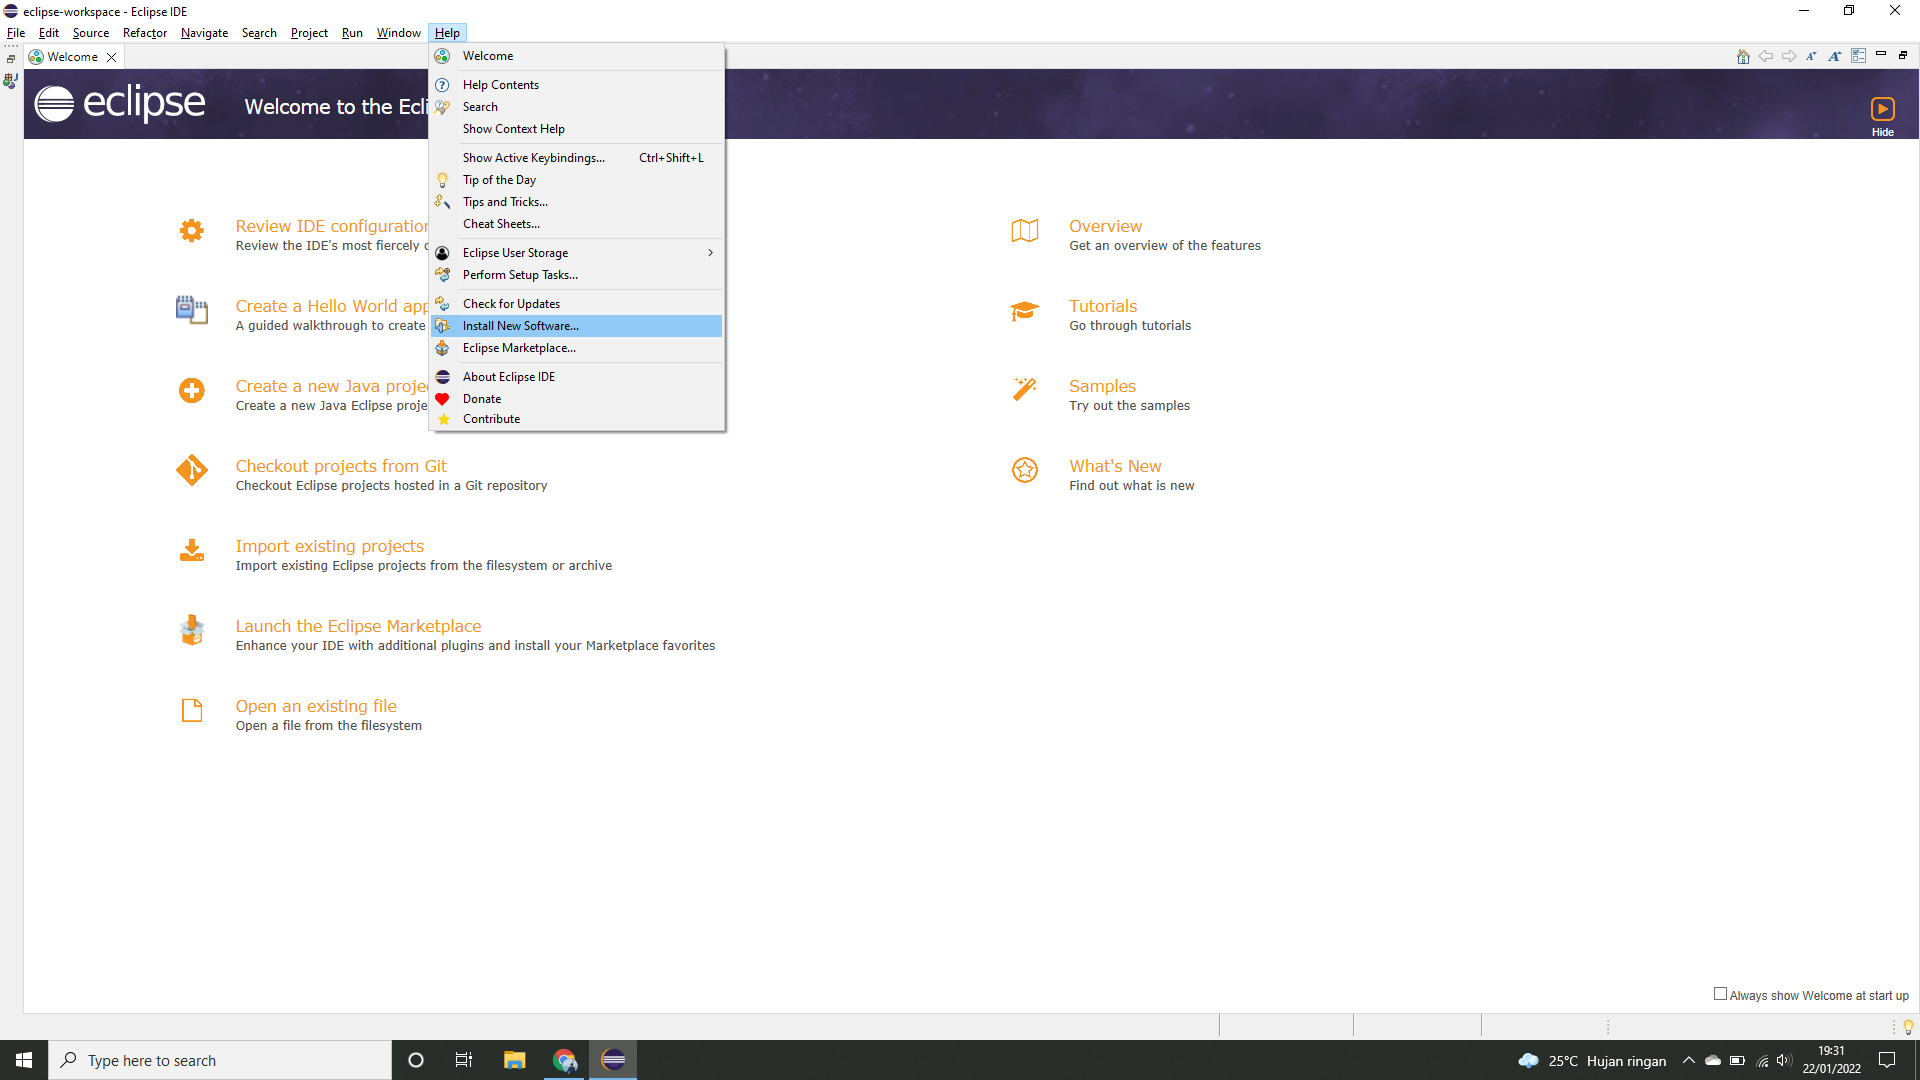 eclipse-workspace - Eclipse IDE
File Edit Source Refactor Navigate Search Project Run Window Help
Welcome
eclipse
Welcome to the Ecli
Hide
Welcome
Help Contents
Search
Show Context Help
Show Active Keybindings... Ctrl+Shift+L
Tip of the Day
Tips and Tricks...
Cheat Sheets...
Eclipse User Storage
Perform Setup Tasks...
Check for Updates
Install New Software...
Eclipse Marketplace...
About Eclipse IDE
Donate
Contribute
Review IDE configuration
Review the IDE's most fiercely
Create a Hello World app
A guided walkthrough to create
Create a new Java proje
Create a new Java Eclipse proje
Checkout projects from Git
Checkout Eclipse projects hosted in a Git repository
Import existing projects
Import existing Eclipse projects from the filesystem or archive
Launch the Eclipse Marketplace
Enhance your IDE with additional plugins and install your Marketplace favorites
Open an existing file
Open a file from the filesystem
Overview
Get an overview of the features
Tutorials
Go through tutorials
Samples
Try out the samples
What's New
Find out what is new
Always show Welcome at start up
Type here to search
25°C Hujan ringan
19:31
22/01/2022